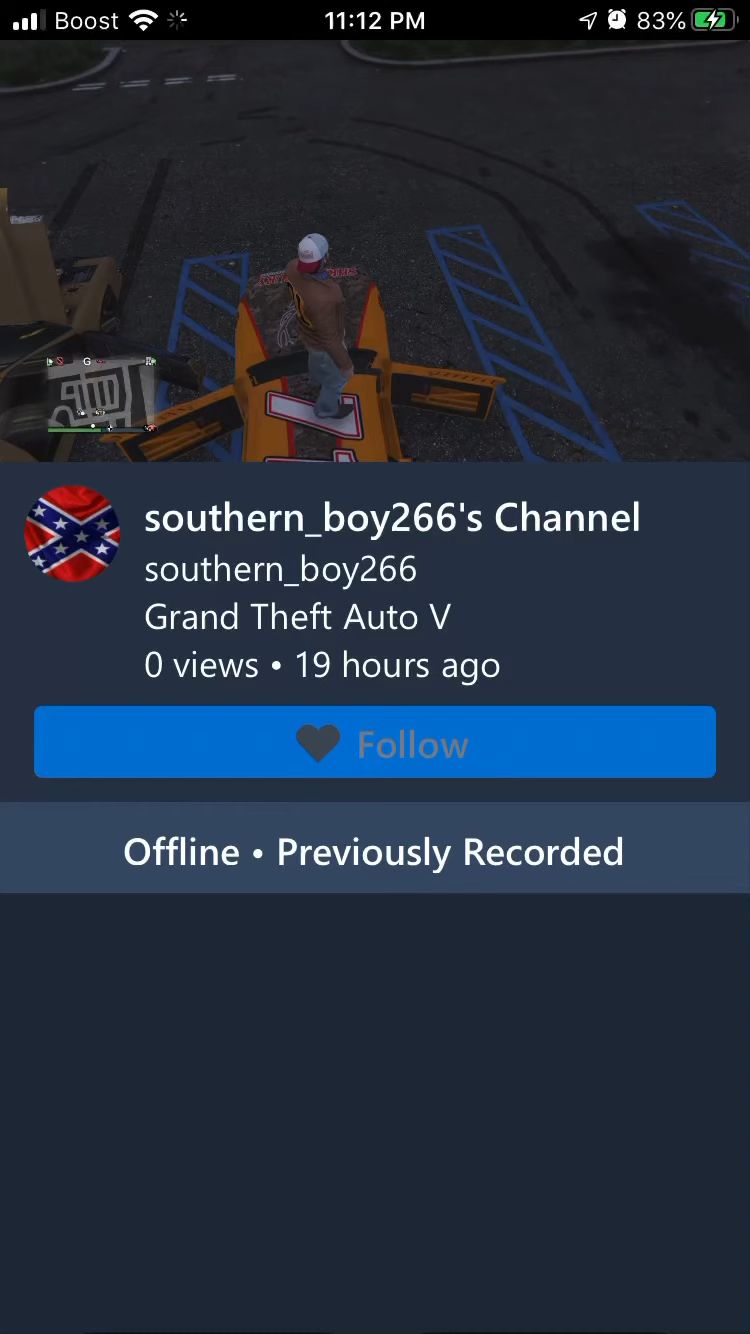 Boost 11:12 PM 83%
G
southern_boy266's Channel
southern_boy266
Grand Theft Auto V
0 views • 19 hours ago
Follow
Offline • Previously Recorded